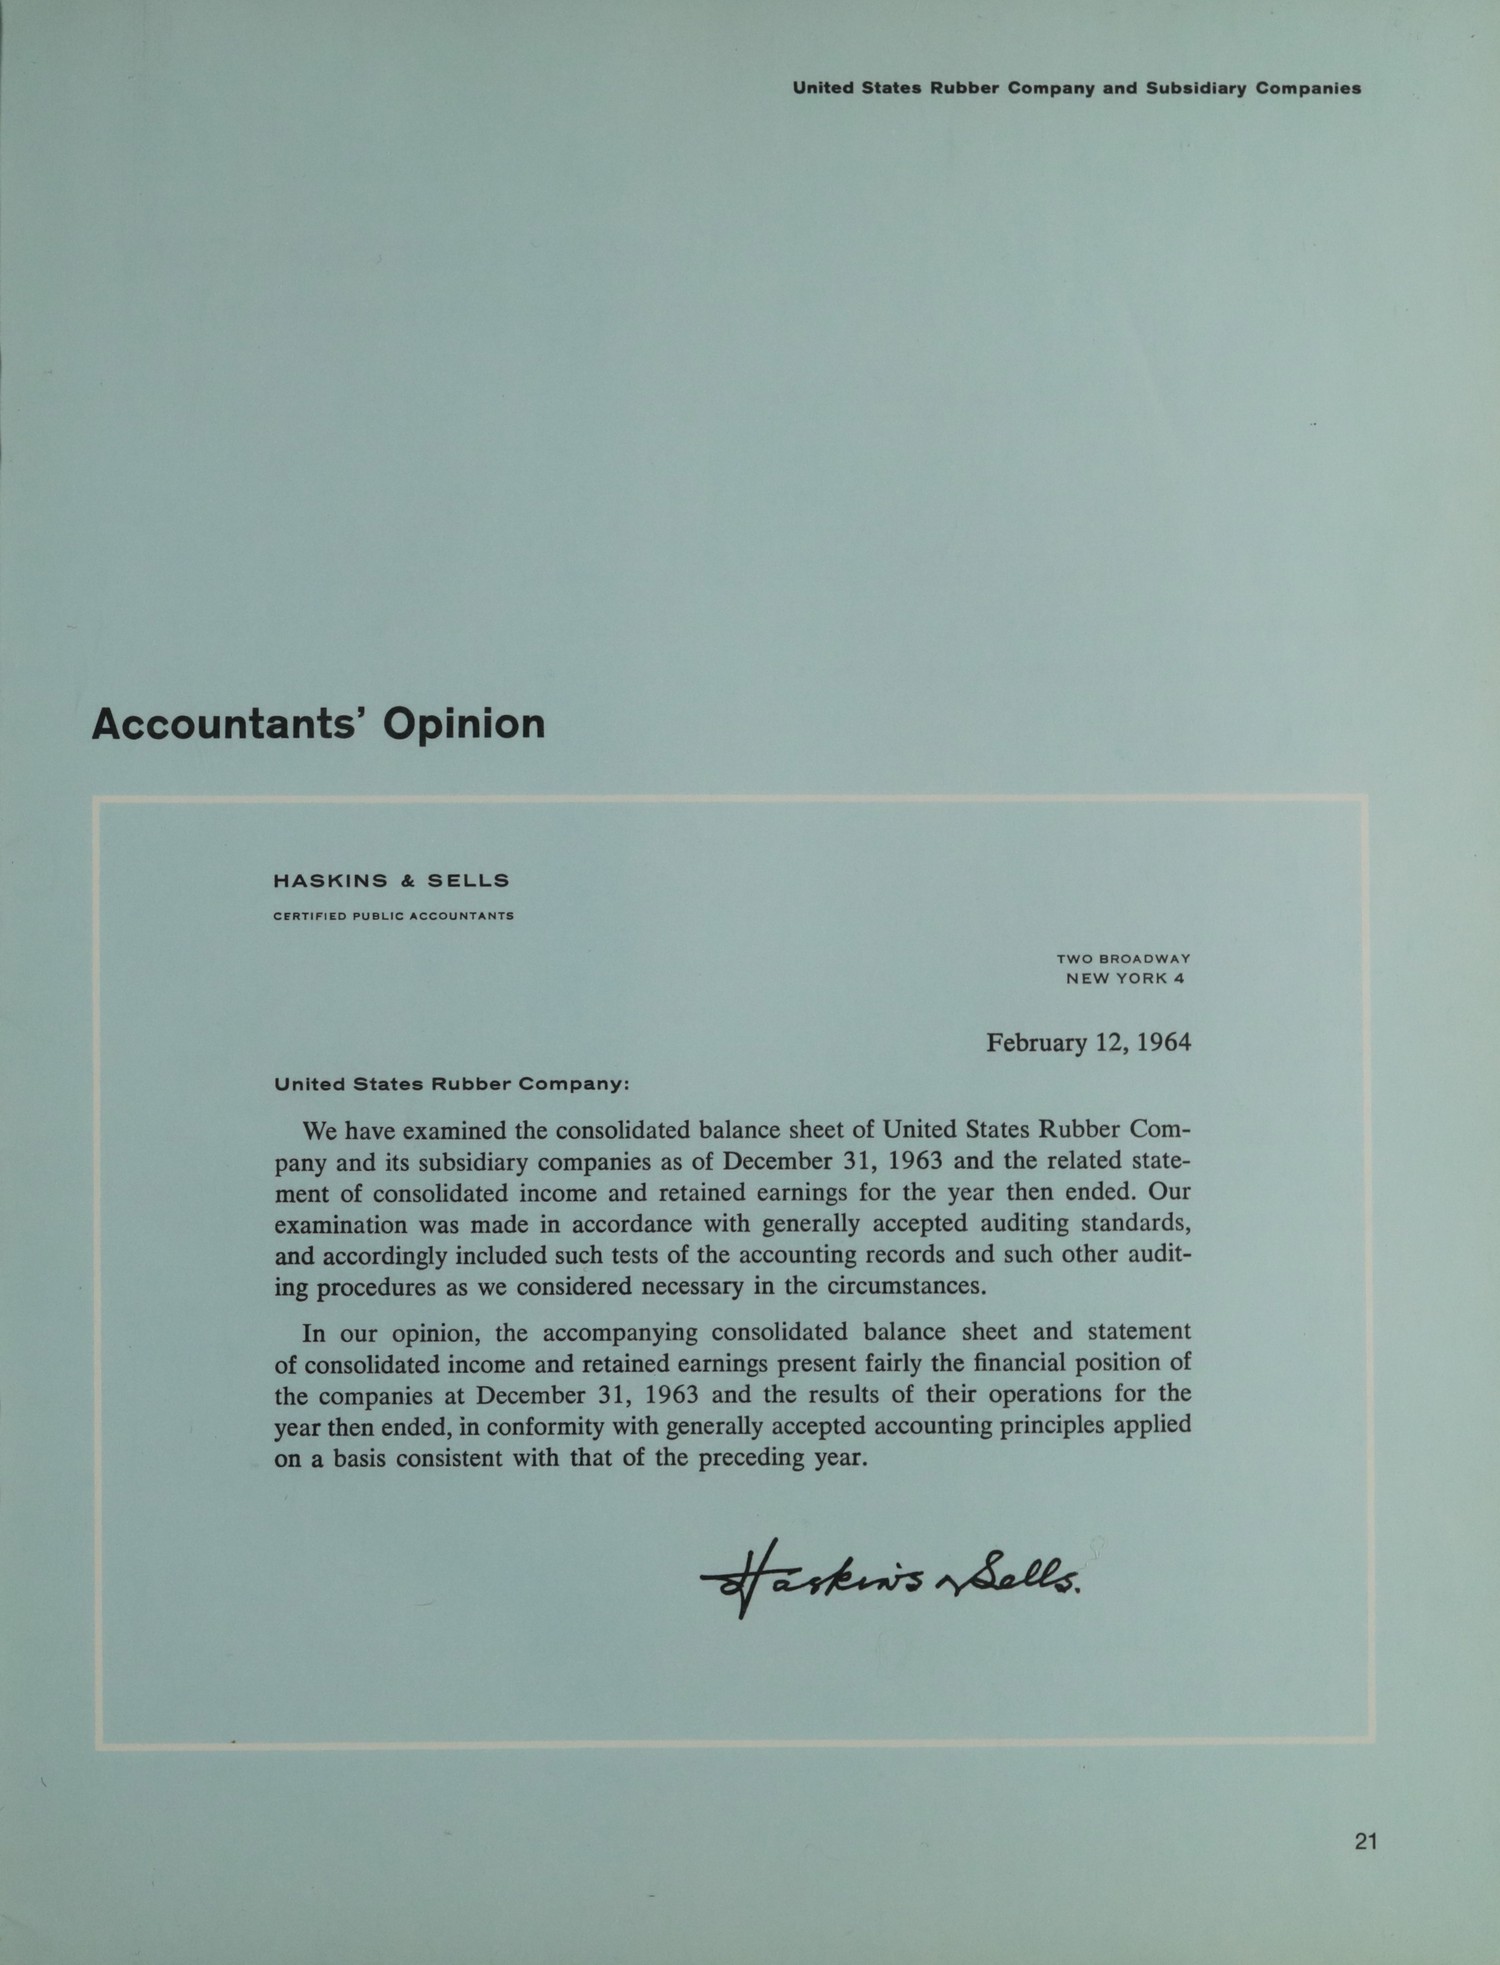 United States Rubber Company and Subsidiary Companies
Accountants’ Opinion
HASKINS & SELLS
CERTIFIED PUBLIC ACCOUNTANTS
TWO BROADWAY
NEW YORK 4
February 12, 1964
United States Rubber Company:
We have examined the consolidated balance sheet of United States Rubber Com-
pany and its subsidiary companies as of December 31, 1963 and the related state-
ment of consolidated income and retained earnings for the year then ended. Our
examination was made in accordance with generally accepted auditing standards,
and accordingly included such tests of the accounting records and such other audit-
ing procedures as we considered necessary in the circumstances.
In our opinion, the accompanying consolidated balance sheet and statement
of consolidated income and retained earnings present fairly the financial position of
the companies at December 31, 1963 and the results of their operations for the
year then ended, in conformity with generally accepted accounting principles applied
on a basis consistent with that of the preceding year.
Haskins & Sells.
21